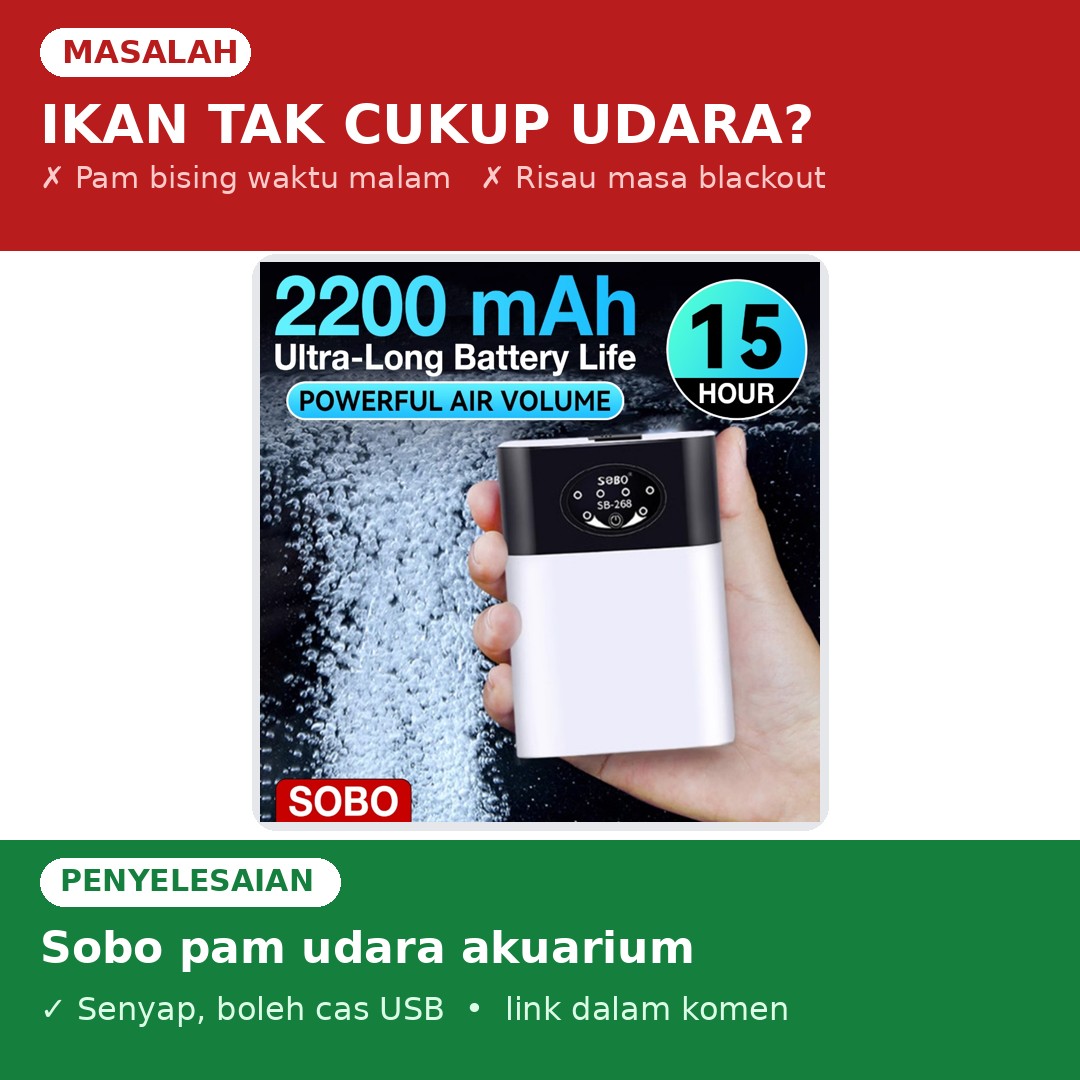 MASALAH
IKAN TAK CUKUP UDARA?
✗ Pam bising waktu malam ✗ Risau masa blackout
2200 mAh
Ultra-Long Battery Life
POWERFUL AIR VOLUME
15
HOUR
SOBO
SB-268
SOBO
PENYELESAIAN
Sobo pam udara akuarium
✓ Senyap, boleh cas USB • link dalam komen